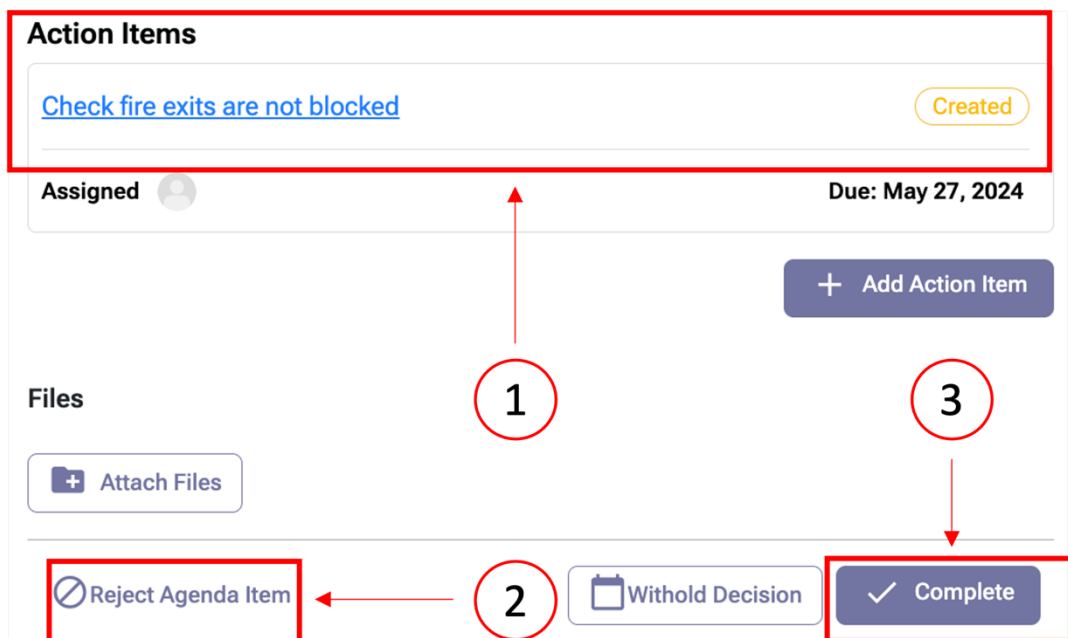 Action Items
Check fire exits are not blocked
Created
Assigned
Due: May 27, 2024
Add Action Item
1
3
Files
Attach Files
Reject Agenda Item
2
Withold Decision
Complete